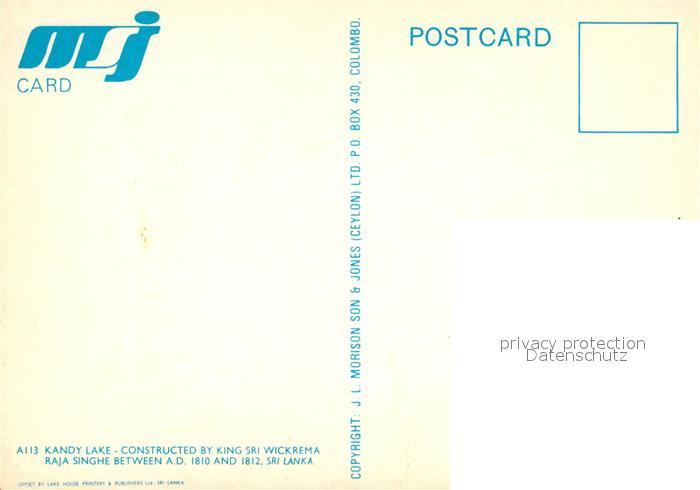 msj
CARD
POSTCARD
COPYRIGHT: J. L. MORISON SON & JONES (CEYLON) LTD. P.O. BOX 430, COLOMBO.
privacy protection
Datenschutz
A113 KANDY LAKE - CONSTRUCTED BY KING SRI WICKREMA
RAJA SINGHE BETWEEN A.D. 1810 AND 1812, SRI LANKA.
OFFSET BY LAKE HOUSE PRINTERS & PUBLISHERS Ltd - SRI LANKA